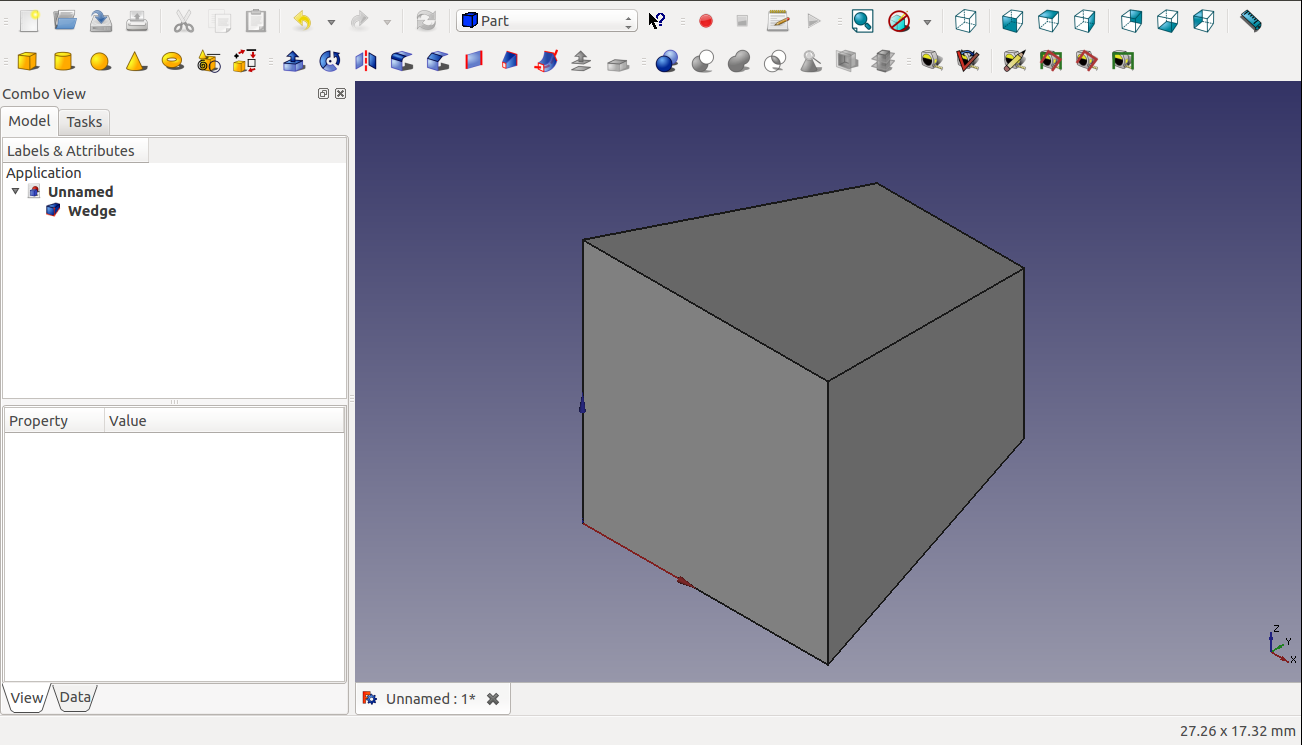 Part
Combo View
Model
Tasks
Labels & Attributes
Application
Unnamed
Wedge
Property
Value
View
Data
Unnamed : 1*
Z
Y
X
27.26 x 17.32 mm